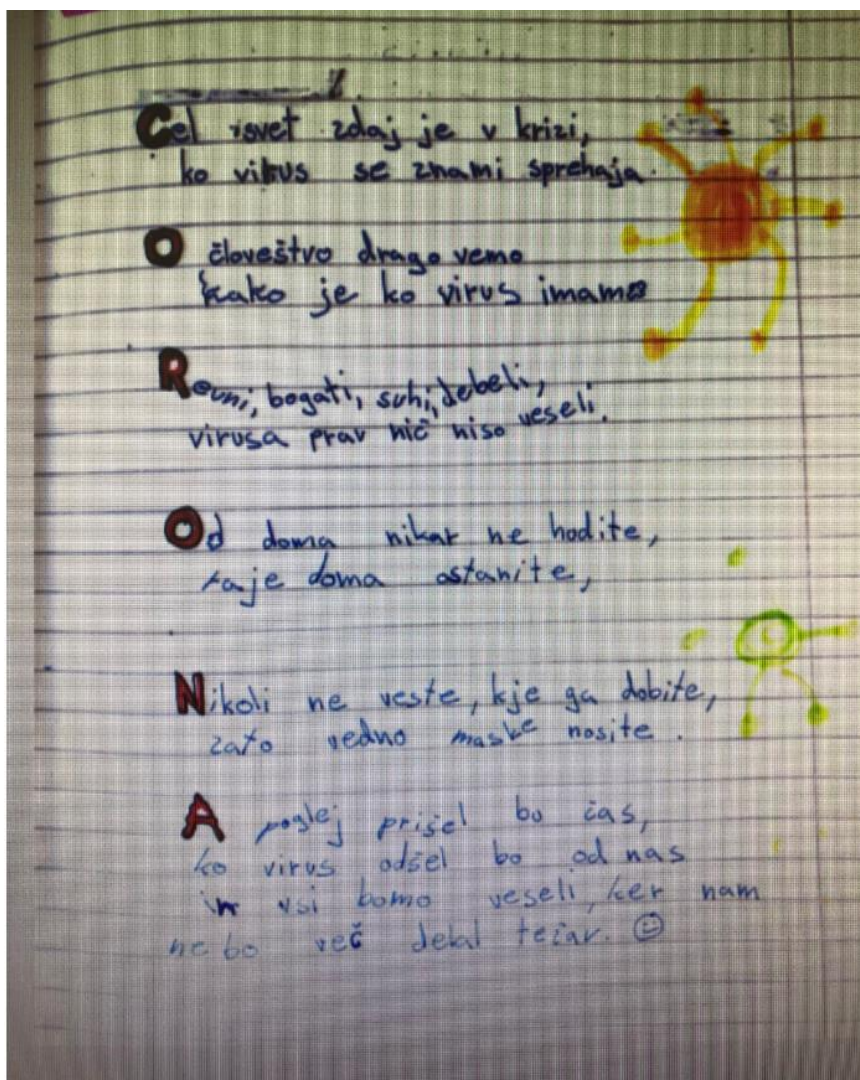 Cel svet zdaj je v krizi,
ko virus se znami sprehaja.
O človeštvo drago vemo
kako je ko virus imamo
Revni, bogati, suhi, debeli,
virusa prav nič niso veseli.
Od doma nikar ne hodite,
raje doma ostanite,
Nikoli ne veste, kje ga dobite,
zato vedno maske nosite.
A poglej prišel bo čas,
ko virus odšel bo od nas
in vsi bomo veseli, ker nam
ne bo več delal težav. ☺